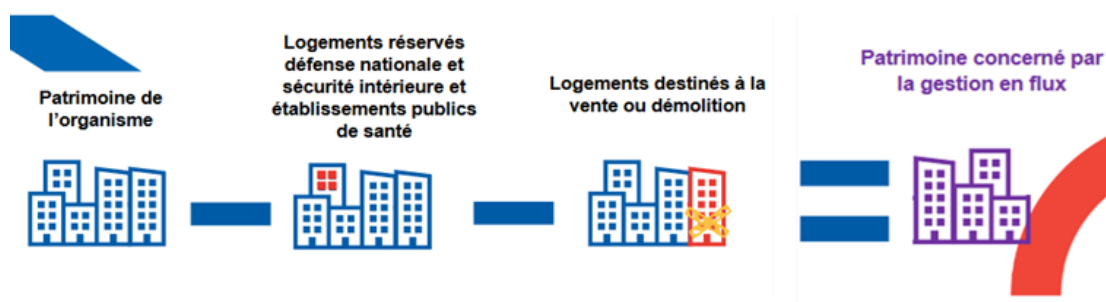 Patrimoine de
l'organisme
Logements réservés
défense nationale et
sécurité intérieure et
établissements publics
de santé
Logements destinés à la
vente ou démolition
Patrimoine concerné par
la gestion en flux